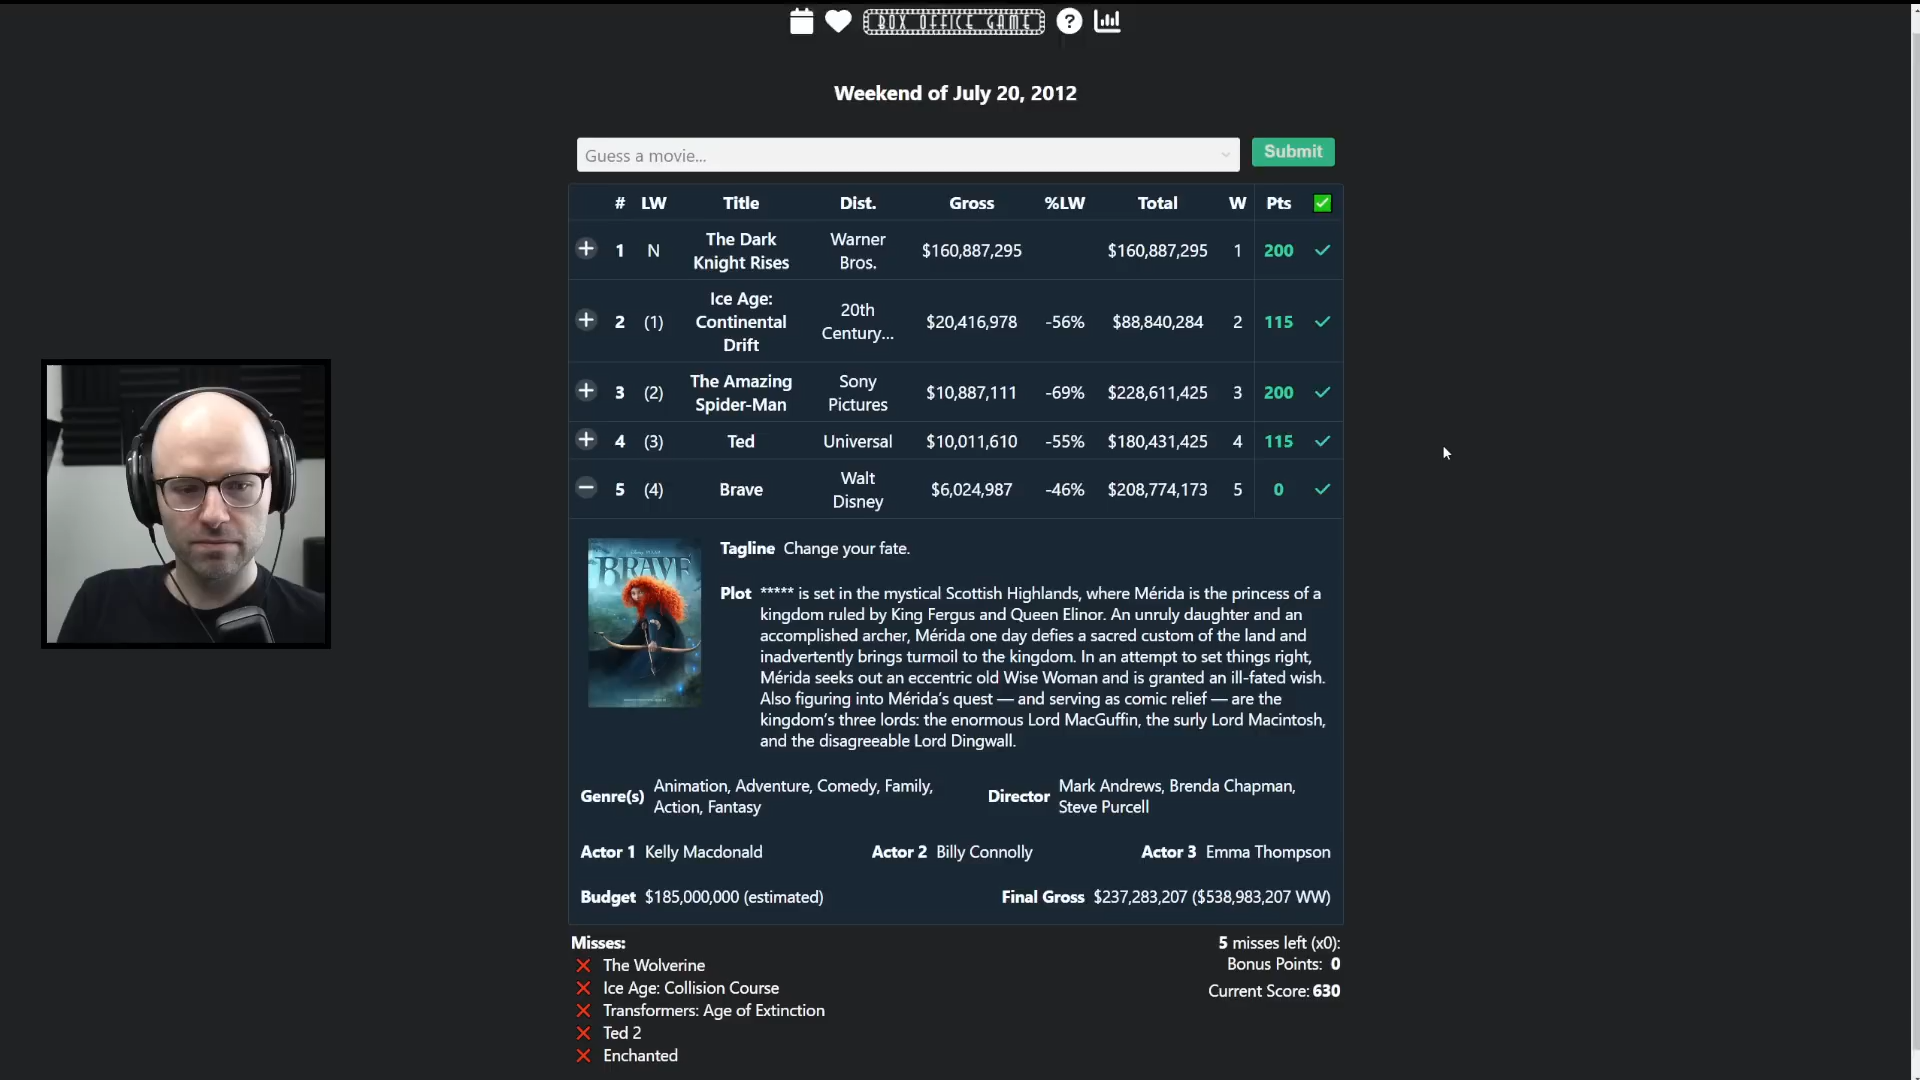 BOX OFFICE GAME ?
Weekend of July 20, 2012
Guess a movie... Submit
# LW Title Dist. Gross %LW Total W Pts
1 N The Dark Knight Rises Warner Bros. $160,887,295 $160,887,295 1 200
2 (1) Ice Age: Continental Drift 20th Century... $20,416,978 -56% $88,840,284 2 115
3 (2) The Amazing Spider-Man Sony Pictures $10,887,111 -69% $228,611,425 3 200
4 (3) Ted Universal $10,011,610 -55% $180,431,425 4 115
5 (4) Brave Walt Disney $6,024,987 -46% $208,774,173 5 0
BRAVE
Tagline Change your fate.
Plot ***** is set in the mystical Scottish Highlands, where Mérida is the princess of a
kingdom ruled by King Fergus and Queen Elinor. An unruly daughter and an
accomplished archer, Mérida one day defies a sacred custom of the land and
inadvertently brings turmoil to the kingdom. In an attempt to set things right,
Mérida seeks out an eccentric old Wise Woman and is granted an ill-fated wish.
Also figuring into Mérida’s quest — and serving as comic relief — are the
kingdom’s three lords: the enormous Lord MacGuffin, the surly Lord Macintosh,
and the disagreeable Lord Dingwall.
Genre(s) Animation, Adventure, Comedy, Family,
Action, Fantasy
Director Mark Andrews, Brenda Chapman,
Steve Purcell
Actor 1 Kelly Macdonald Actor 2 Billy Connolly Actor 3 Emma Thompson
Budget $185,000,000 (estimated) Final Gross $237,283,207 ($538,983,207 WW)
Misses:
The Wolverine
Ice Age: Collision Course
Transformers: Age of Extinction
Ted 2
Enchanted
5 misses left (x0):
Bonus Points: 0
Current Score: 630